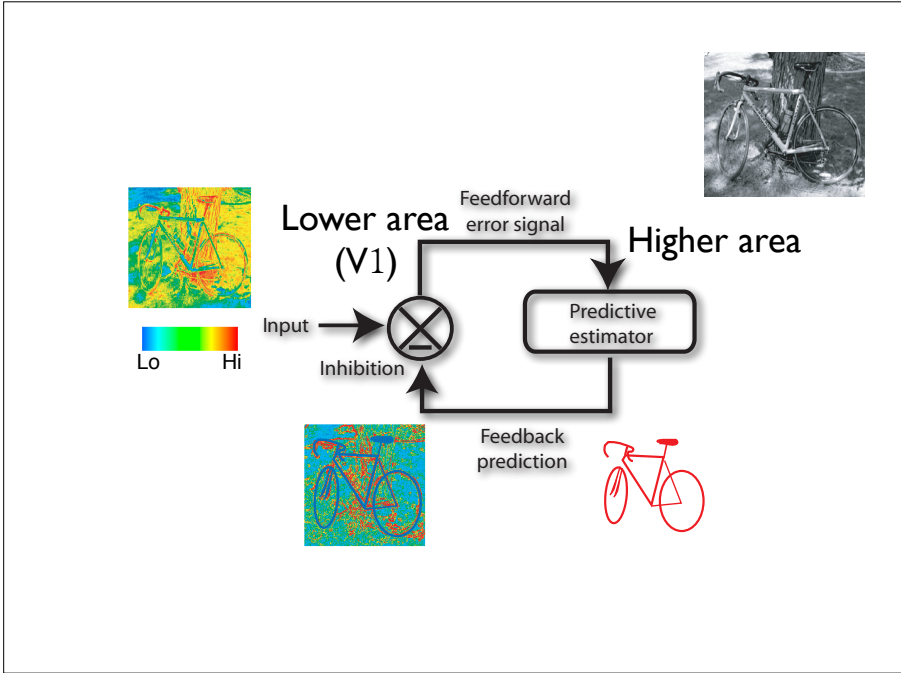 Feedforward
error signal
Lower area
(V1)
Higher area
Input
Predictive
estimator
Lo
Hi
Inhibition
Feedback
prediction